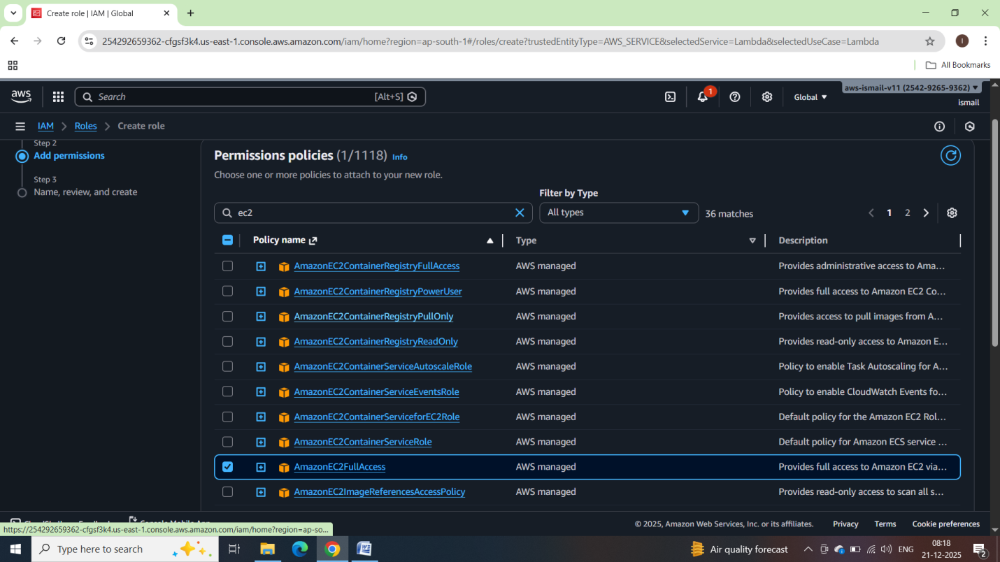 Create role | IAM | Global
254292659362-cfgsf3k4.us-east-1.console.aws.amazon.com/iam/home?region=ap-south-1#/roles/create?trustedEntityType=AWS_SERVICE&selectedService=Lambda&selectedUseCase=Lambda
I
All Bookmarks
aws
Search
[Alt+S]
1
Global
aws-ismail-v11 (2542-9265-9362)
ismail
IAM
Roles
Create role
Step 2
Add permissions
Step 3
Name, review, and create
Permissions policies (1/1118) Info
Choose one or more policies to attach to your new role.
Filter by Type
ec2
All types
36 matches
1 2
Policy name Type Description
AmazonEC2ContainerRegistryFullAccess AWS managed Provides administrative access to Ama...
AmazonEC2ContainerRegistryPowerUser AWS managed Provides full access to Amazon EC2 Co...
AmazonEC2ContainerRegistryPullOnly AWS managed Provides access to pull images from A...
AmazonEC2ContainerRegistryReadOnly AWS managed Provides read-only access to Amazon E...
AmazonEC2ContainerServiceAutoscaleRole AWS managed Policy to enable Task Autoscaling for A...
AmazonEC2ContainerServiceEventsRole AWS managed Policy to enable CloudWatch Events fo...
AmazonEC2ContainerServiceforEC2Role AWS managed Default policy for the Amazon EC2 Rol...
AmazonEC2ContainerServiceRole AWS managed Default policy for Amazon ECS service ...
AmazonEC2FullAccess AWS managed Provides full access to Amazon EC2 via...
AmazonEC2ImageReferencesAccessPolicy AWS managed Provides read-only access to scan all s...
© 2025, Amazon Web Services, Inc. or its affiliates. Privacy Terms Cookie preferences
https://254292659362-cfgsf3k4.us-east-1.console.aws.amazon.com/iam/home?region=ap-so...
Type here to search
Air quality forecast
ENG
08:18
21-12-2025
2